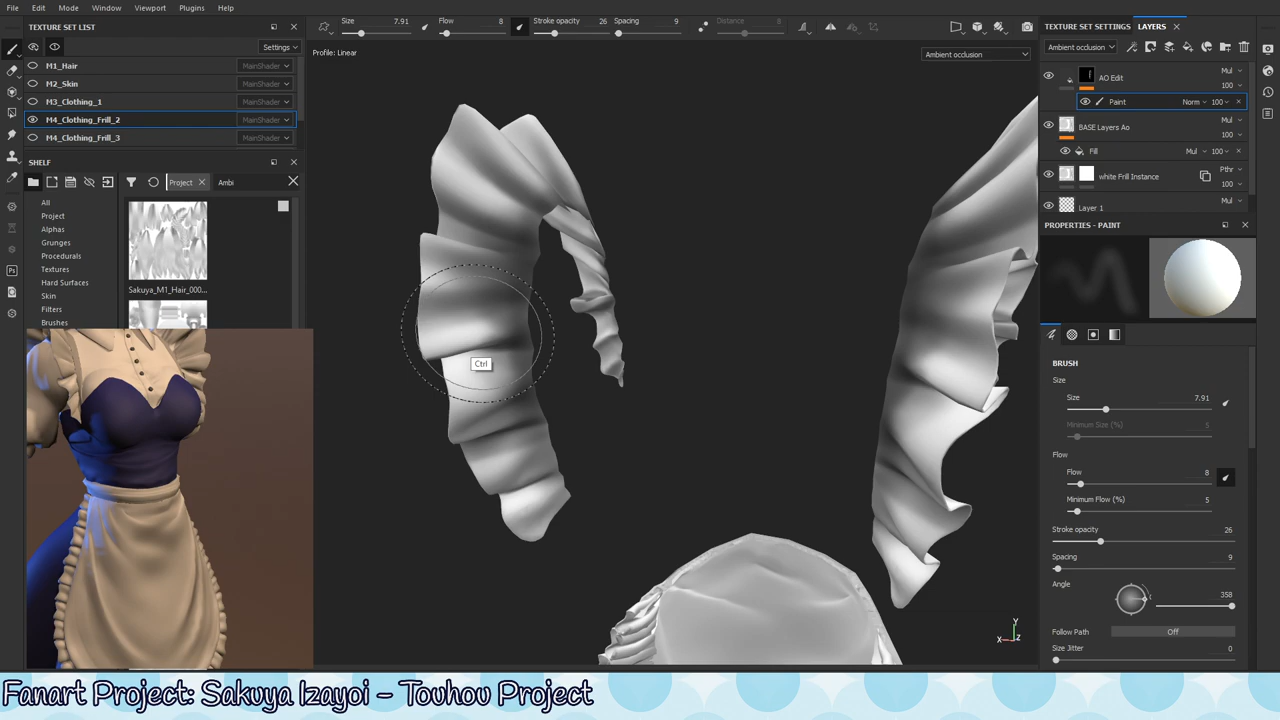 File Edit Mode Window Viewport Plugins Help
TEXTURE SET LIST
Settings
M1_Hair MainShader
M2_Skin MainShader
M3_Clothing_1 MainShader
M4_Clothing_Frill_2 MainShader
M4_Clothing_Frill_3 MainShader
SHELF
Project Ambi
All
Project
Alphas
Grunges
Procedurals
Textures
Hard Surfaces
Skin
Filters
Brushes
Sakuya_M1_Hair_000...
Ps
Size 7.91 Flow 8 Stroke opacity 26 Spacing 9 Distance 8
Profile: Linear
Ambient occlusion
Ctrl
Y
X Z
TEXTURE SET SETTINGS LAYERS
Ambient occlusion
AO Edit Mul
100
Paint Norm 100
BASE Layers Ao Mul
100
Fill Mul 100
white Frill Instance Pthr
100
Layer 1 Mul
PROPERTIES - PAINT
BRUSH
Size
Size 7.91
Minimum Size (%) 5
Flow
Flow 8
Minimum Flow (%) 5
Stroke opacity 26
Spacing 9
Angle
358
Follow Path Off
Size Jitter 0
Fanart Project: Sakuya Izayoi - Touhou Project